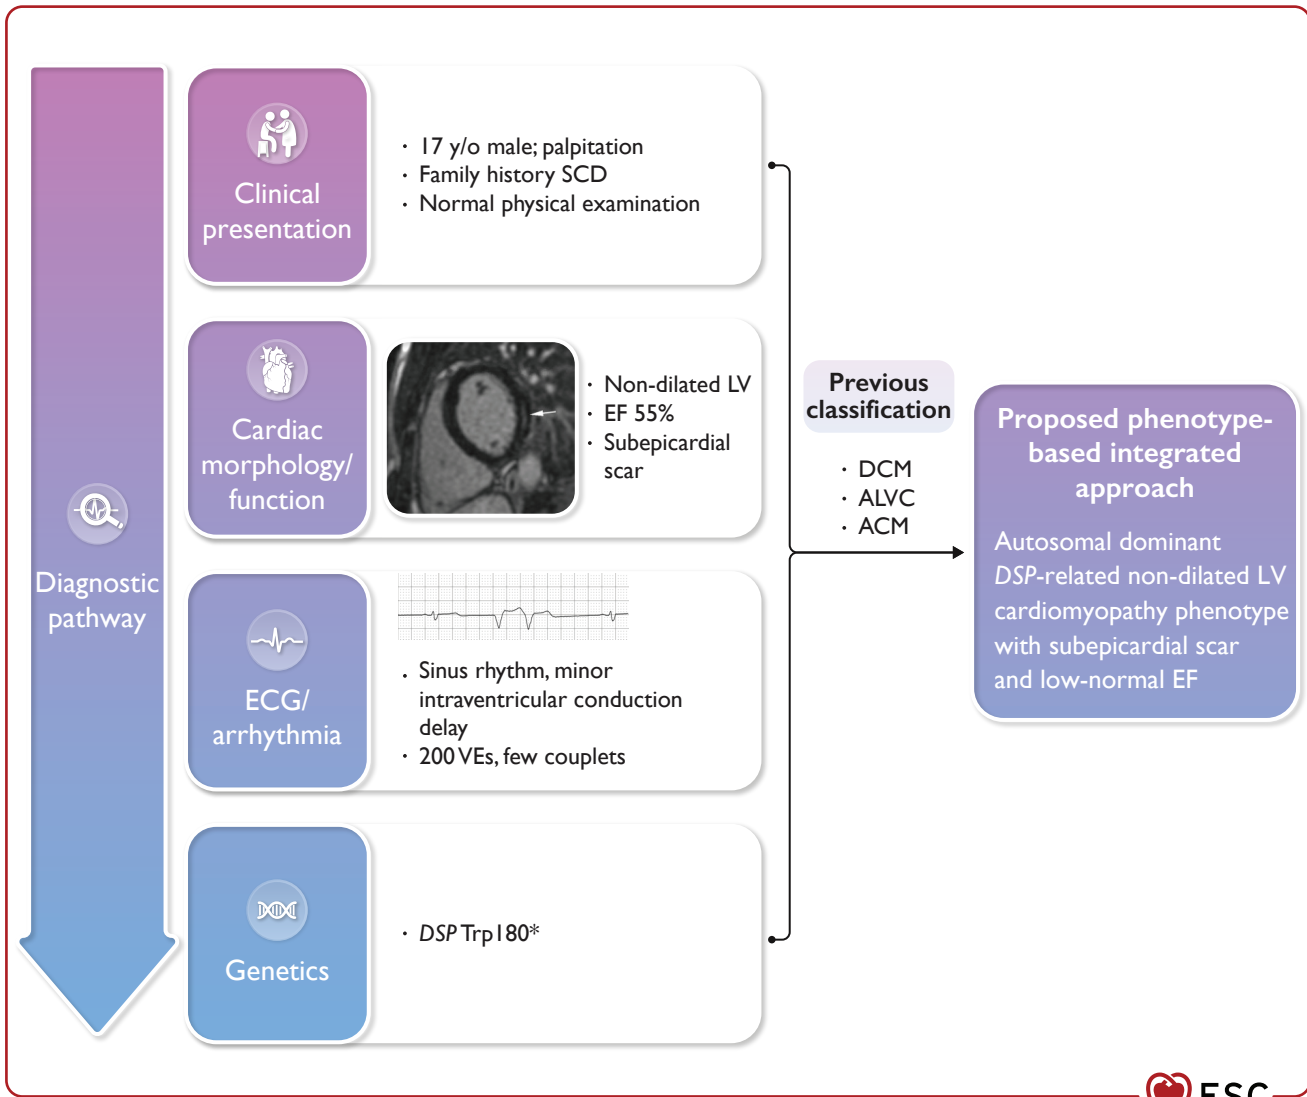 Diagnostic
pathway
Clinical
presentation
· 17 y/o male; palpitation
· Family history SCD
· Normal physical examination
Cardiac
morphology/
function
· Non-dilated LV
· EF 55%
· Subepicardial
scar
ECG/
arrhythmia
· Sinus rhythm, minor
intraventricular conduction
delay
· 200 VEs, few couplets
Genetics
· DSP Trp180*
Previous
classification
· DCM
· ALVC
· ACM
Proposed phenotype-
based integrated
approach
Autosomal dominant
DSP-related non-dilated LV
cardiomyopathy phenotype
with subepicardial scar
and low-normal EF
ESC